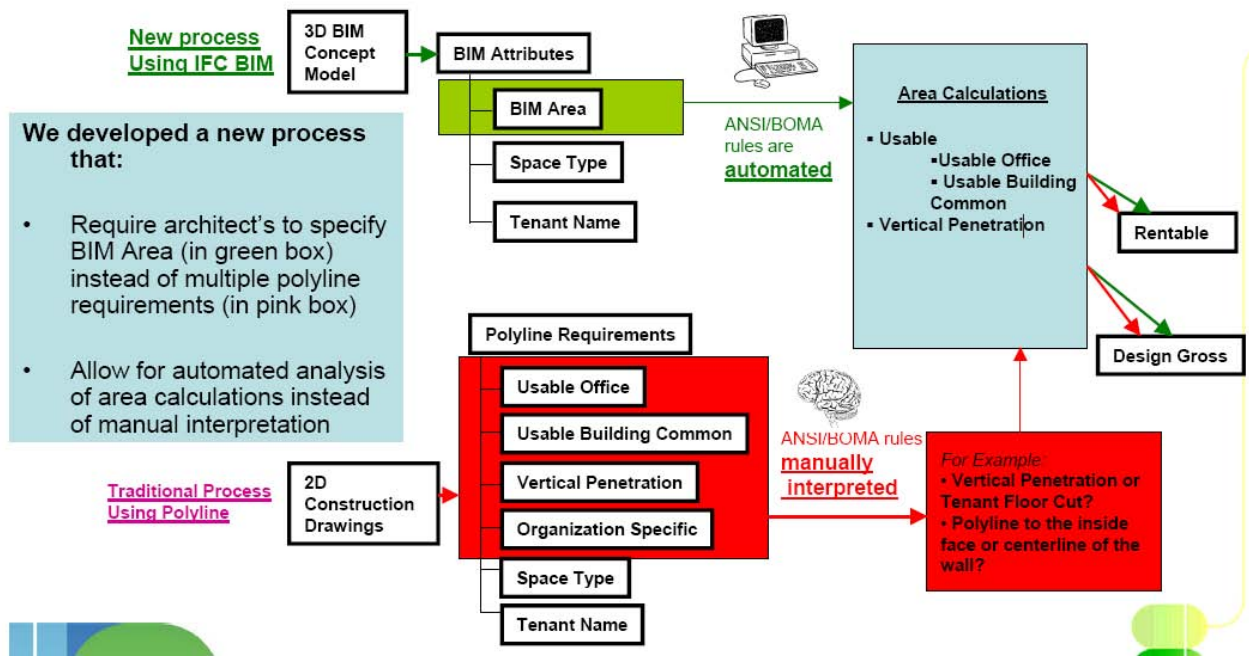 New process
Using IFC BIM
3D BIM
Concept
Model
BIM Attributes
BIM Area
Space Type
Tenant Name
ANSI/BOMA
rules are
automated
Area Calculations
▪ Usable
▪Usable Office
▪ Usable Building
Common
▪ Vertical Penetration
Rentable
Design Gross
We developed a new process
that:
• Require architect's to specify
BIM Area (in green box)
instead of multiple polyline
requirements (in pink box)
• Allow for automated analysis
of area calculations instead
of manual interpretation
Traditional Process
Using Polyline
2D
Construction
Drawings
Polyline Requirements
Usable Office
Usable Building Common
Vertical Penetration
Organization Specific
Space Type
Tenant Name
ANSI/BOMA rules
manually
interpreted
For Example:
• Vertical Penetration or
Tenant Floor Cut?
• Polyline to the inside
face or centerline of the
wall?